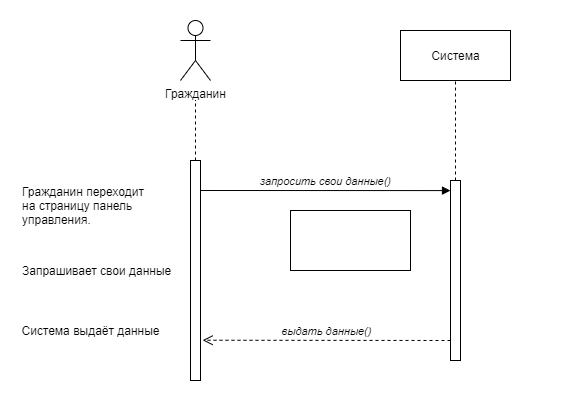 Гражданин
Система
запросить свои данные()
Гражданин переходит
на страницу панель
управления.
Запрашивает свои данные
Система выдаёт данные
выдать данные()